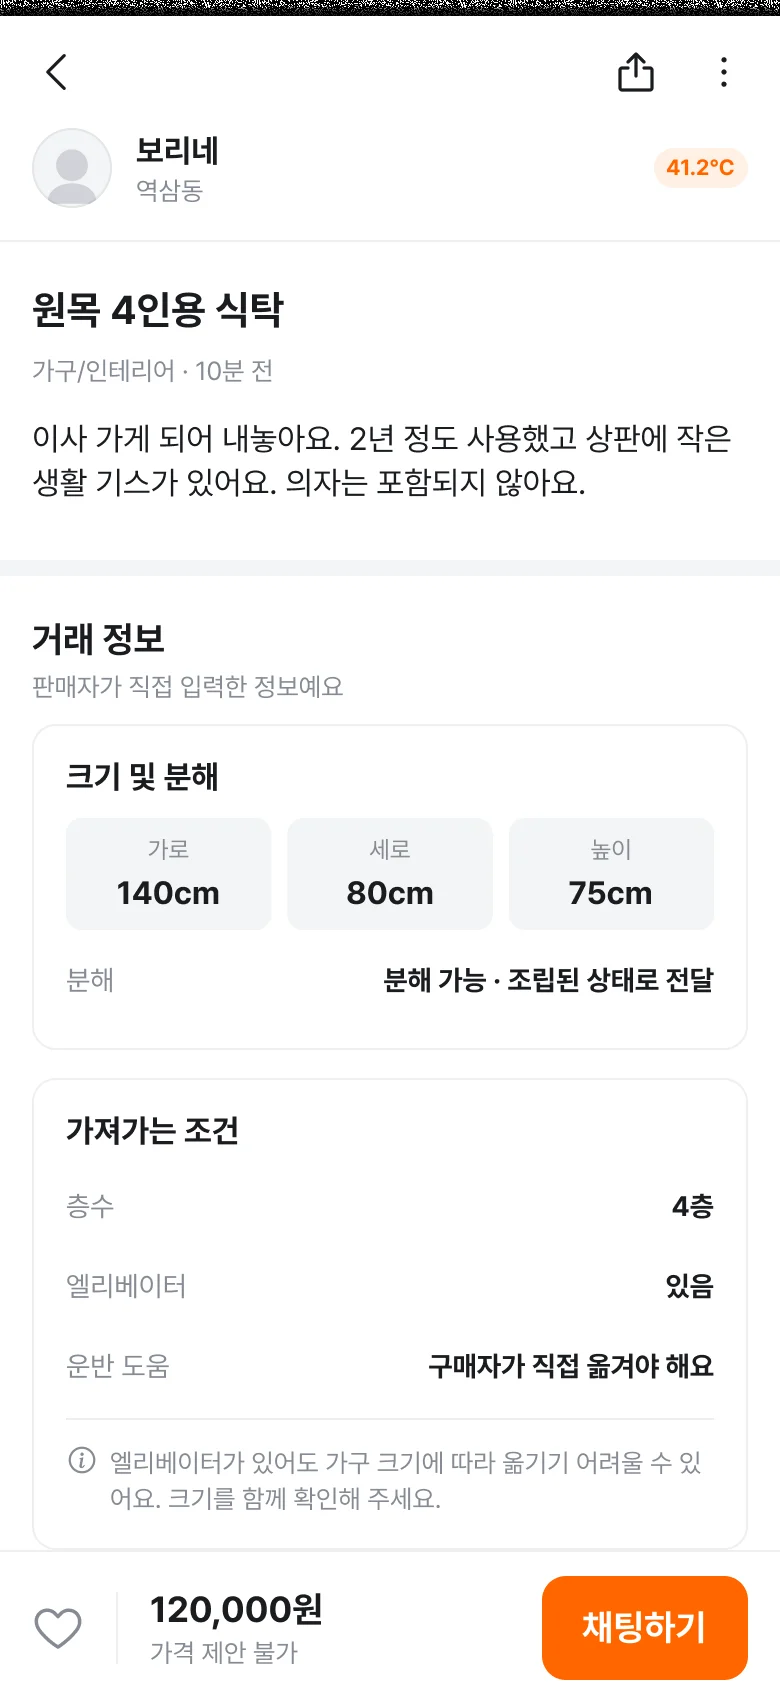 보리네
역삼동
41.2°C
원목 4인용 식탁
가구/인테리어 · 10분 전
이사 가게 되어 내놓아요. 2년 정도 사용했고 상판에 작은
생활 기스가 있어요. 의자는 포함되지 않아요.
거래 정보
판매자가 직접 입력한 정보예요
크기 및 분해
가로 세로 높이
140cm 80cm 75cm
분해 분해 가능 · 조립된 상태로 전달
가져가는 조건
층수 4층
엘리베이터 있음
운반 도움 구매자가 직접 옮겨야 해요
엘리베이터가 있어도 가구 크기에 따라 옮기기 어려울 수 있
어요. 크기를 함께 확인해 주세요.
120,000원
가격 제안 불가
채팅하기